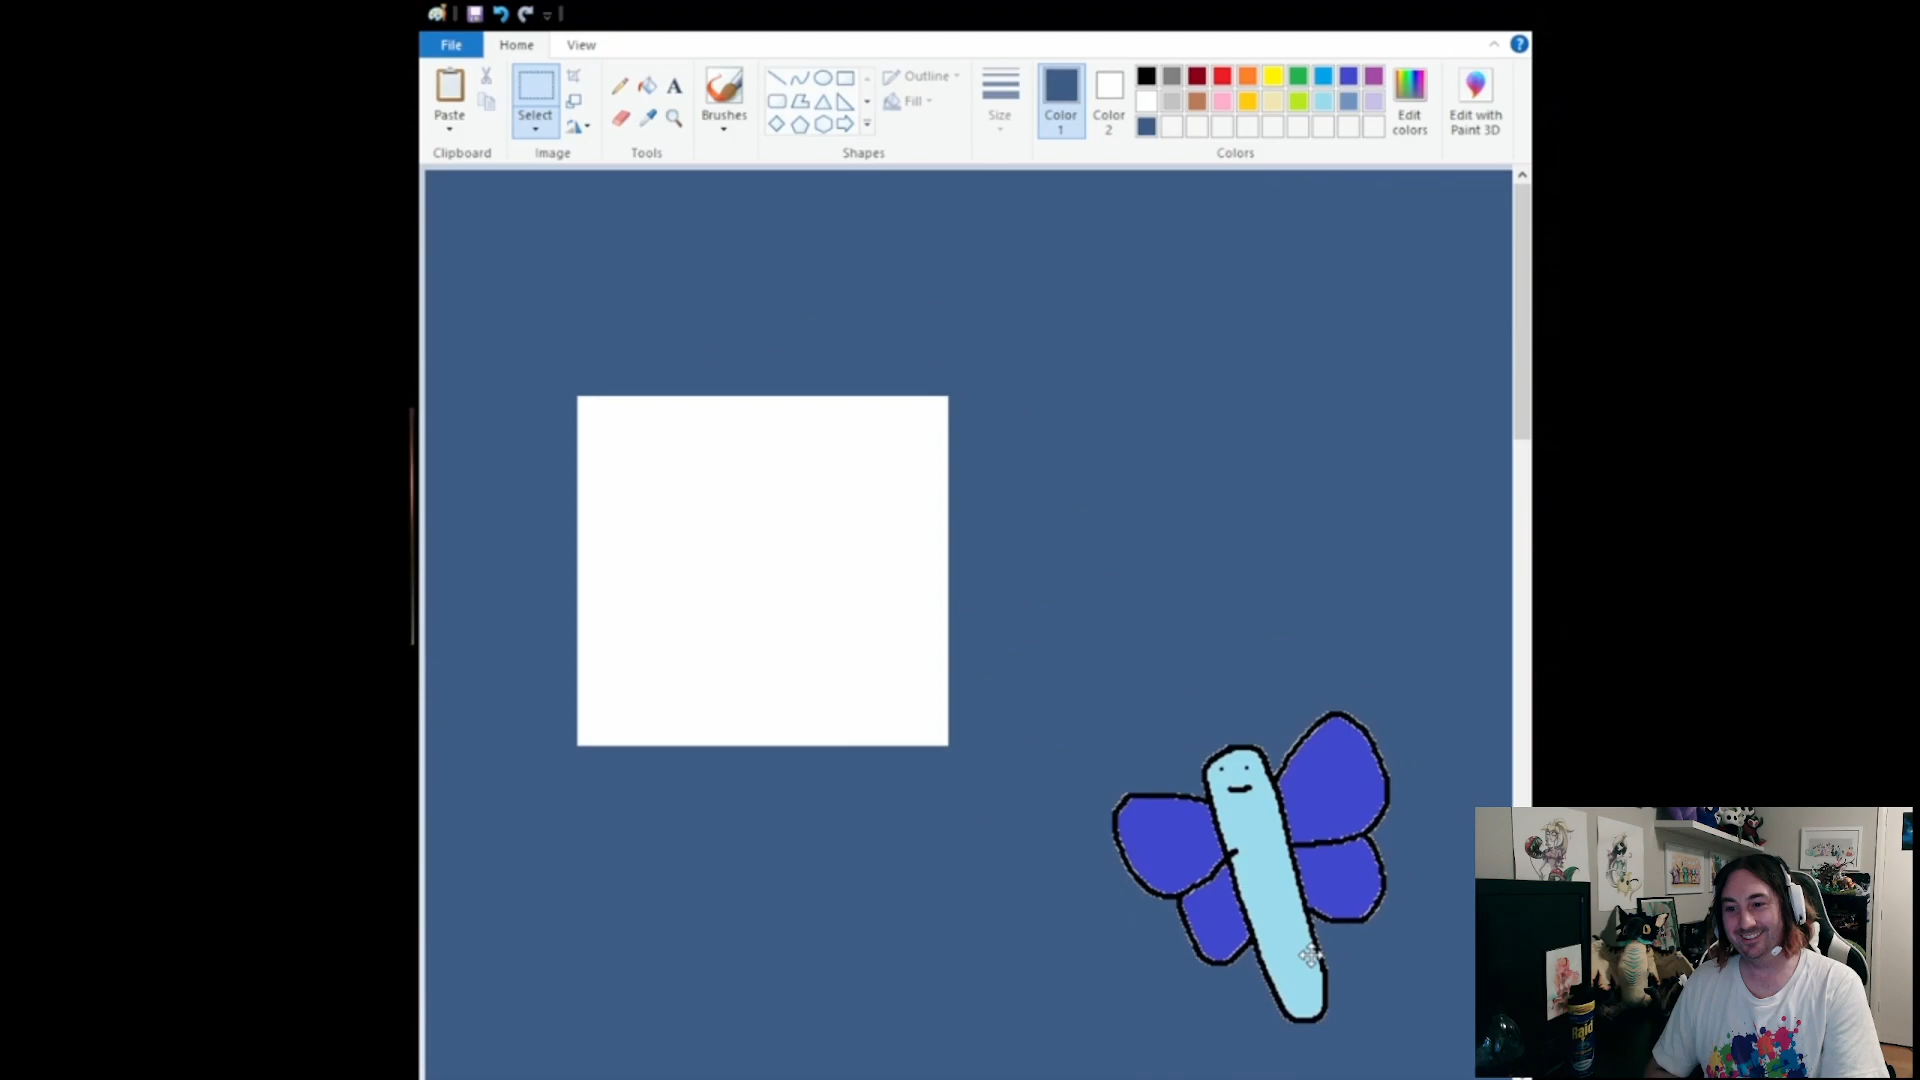 File Home View
Paste
Select
Brushes
Outline
Fill
Size
Color 1
Color 2
Edit colors
Edit with Paint 3D
Clipboard
Image
Tools
Shapes
Colors
Raid